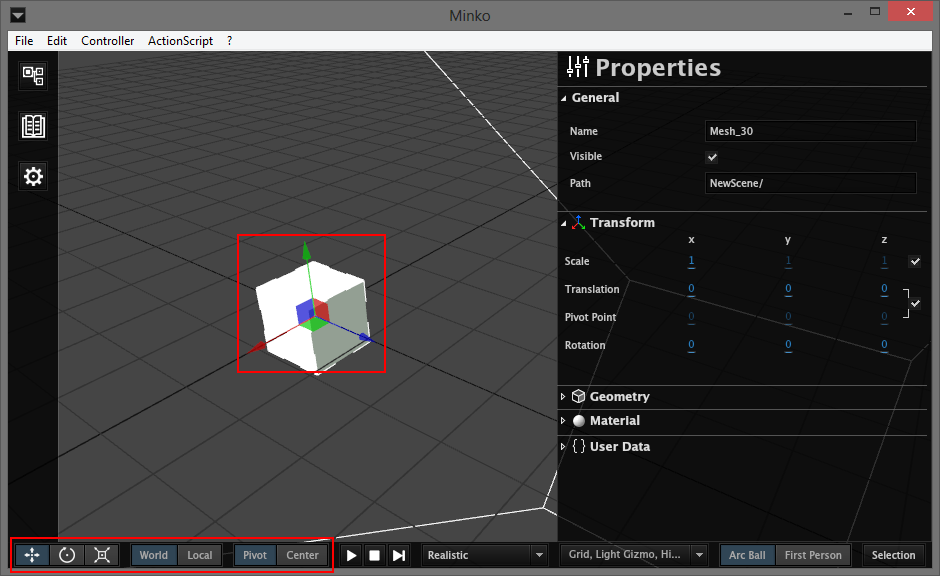 Minko
File Edit Controller ActionScript ?
Properties
General
Name Mesh_30
Visible
Path NewScene/
Transform
x y z
Scale 1 1 1
Translation 0 0 0
Pivot Point 0 0 0
Rotation 0 0 0
Geometry
Material
User Data
World Local Pivot Center Realistic Grid, Light Gizmo, Hi... Arc Ball First Person Selection